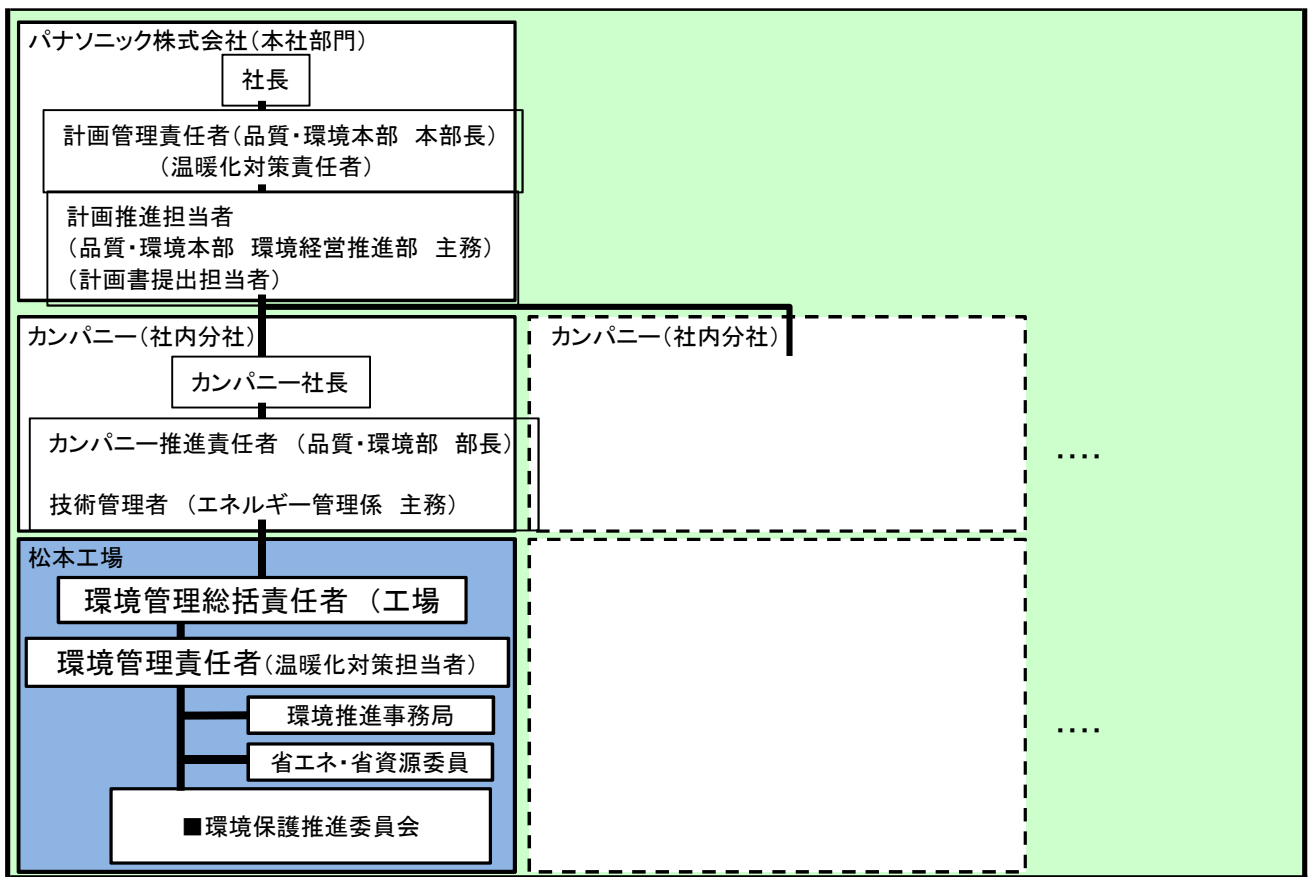 パナソニック株式会社(本社部門)
社長
計画管理責任者(品質・環境本部　本部長)
(温暖化対策責任者)
計画推進担当者
(品質・環境本部　環境経営推進部　主務)
(計画書提出担当者)
カンパニー(社内分社)
カンパニー社長
カンパニー推進責任者　(品質・環境部　部長)
技術管理者　(エネルギー管理係　主務)
カンパニー(社内分社)
‥‥
松本工場
環境管理総括責任者　(工場
環境管理責任者(温暖化対策担当者)
環境推進事務局
省エネ・省資源委員
■環境保護推進委員会
‥‥